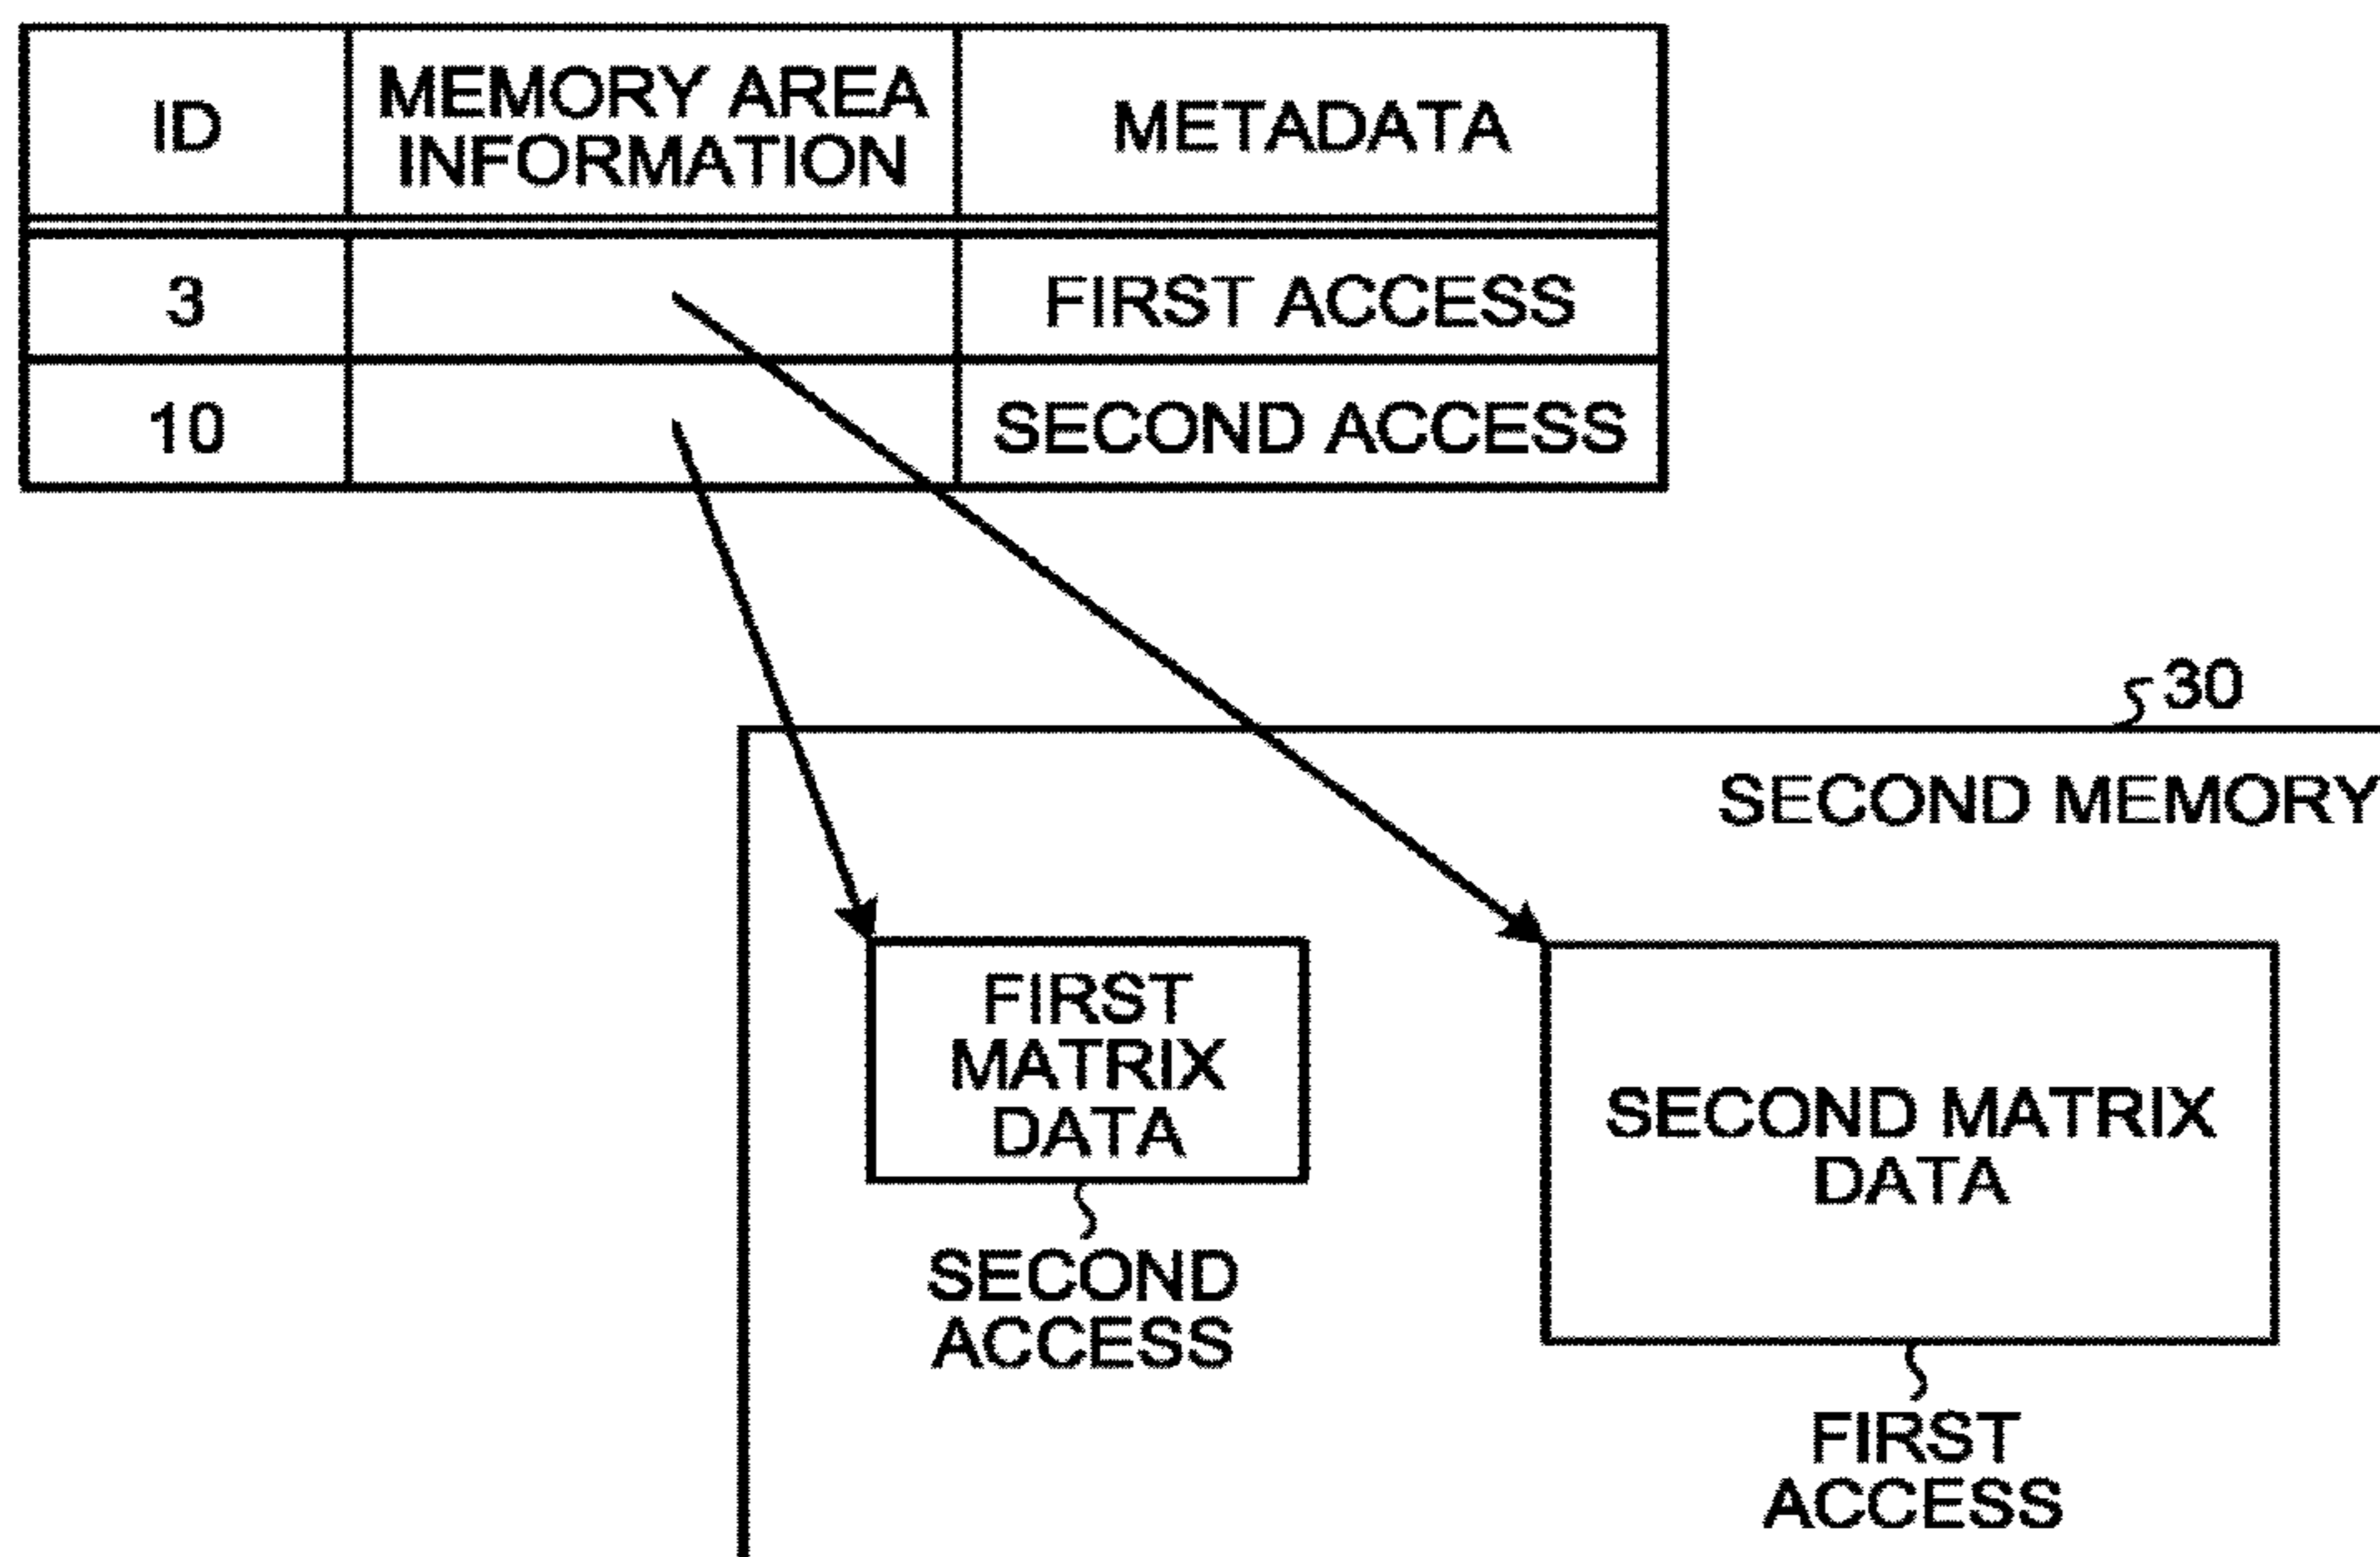 ID
MEMORY AREA
INFORMATION
METADATA
3
FIRST ACCESS
10
SECOND ACCESS
30
SECOND MEMORY
FIRST
MATRIX
DATA
SECOND
ACCESS
SECOND MATRIX
DATA
FIRST
ACCESS